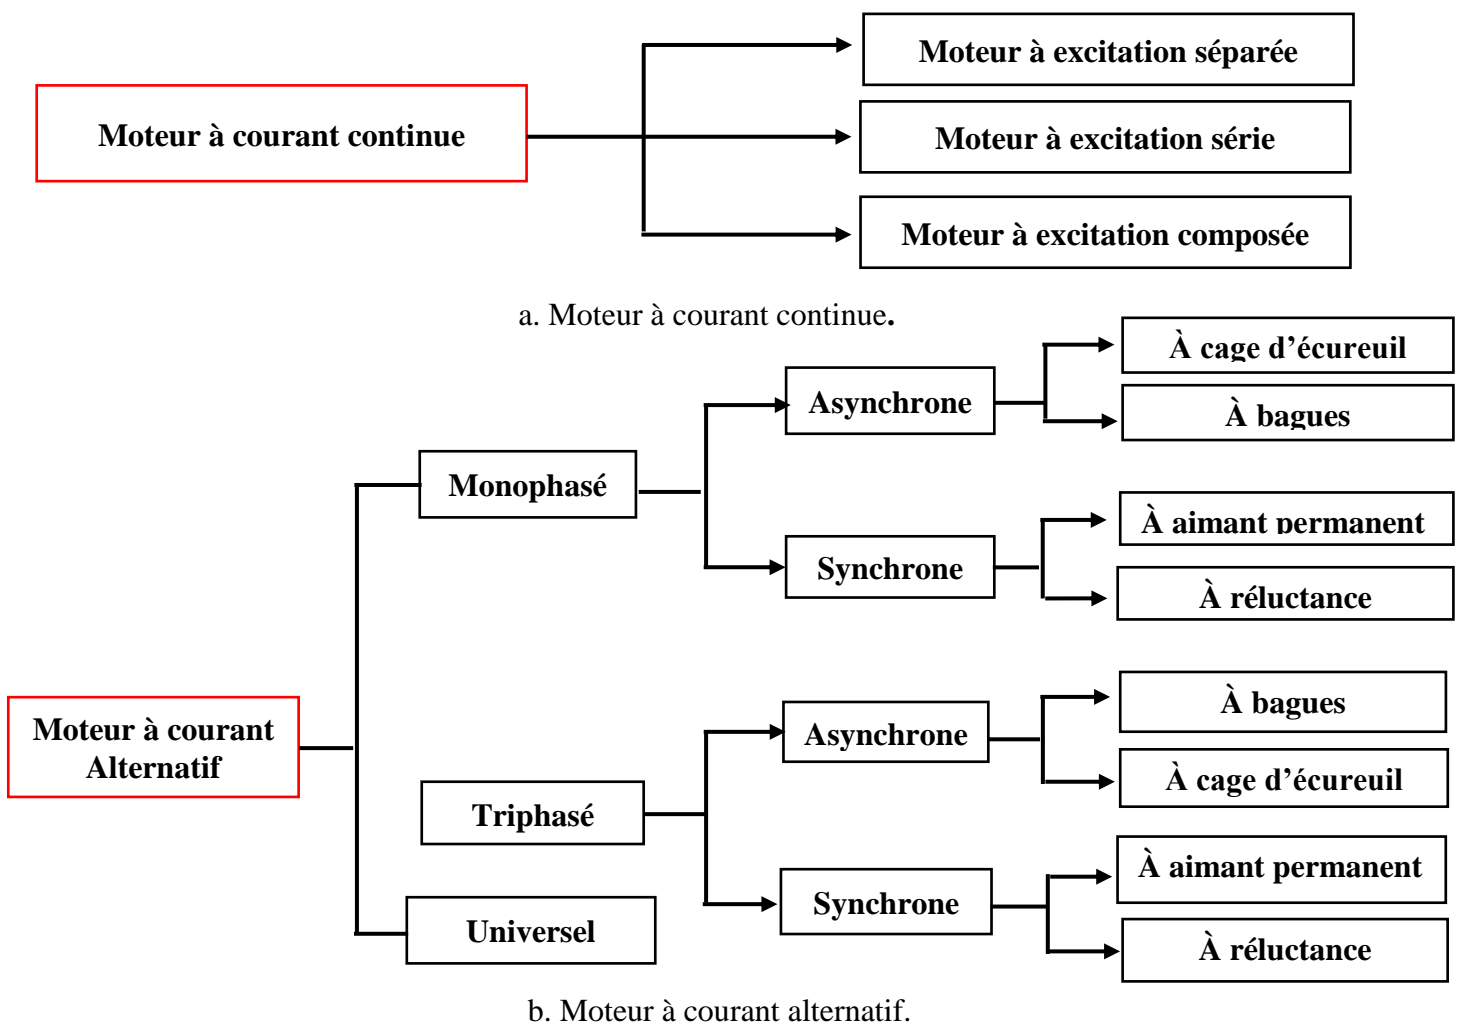 Moteur à excitation séparée
Moteur à courant continue
Moteur à excitation série
Moteur à excitation composée
a. Moteur à courant continue.
À cage d’écureuil
Asynchrone
À bagues
Monophasé
À aimant permanent
Synchrone
À réluctance
À bagues
Moteur à courant
Alternatif
Asynchrone
À cage d’écureuil
Triphasé
À aimant permanent
Synchrone
Universel
À réluctance
b. Moteur à courant alternatif.